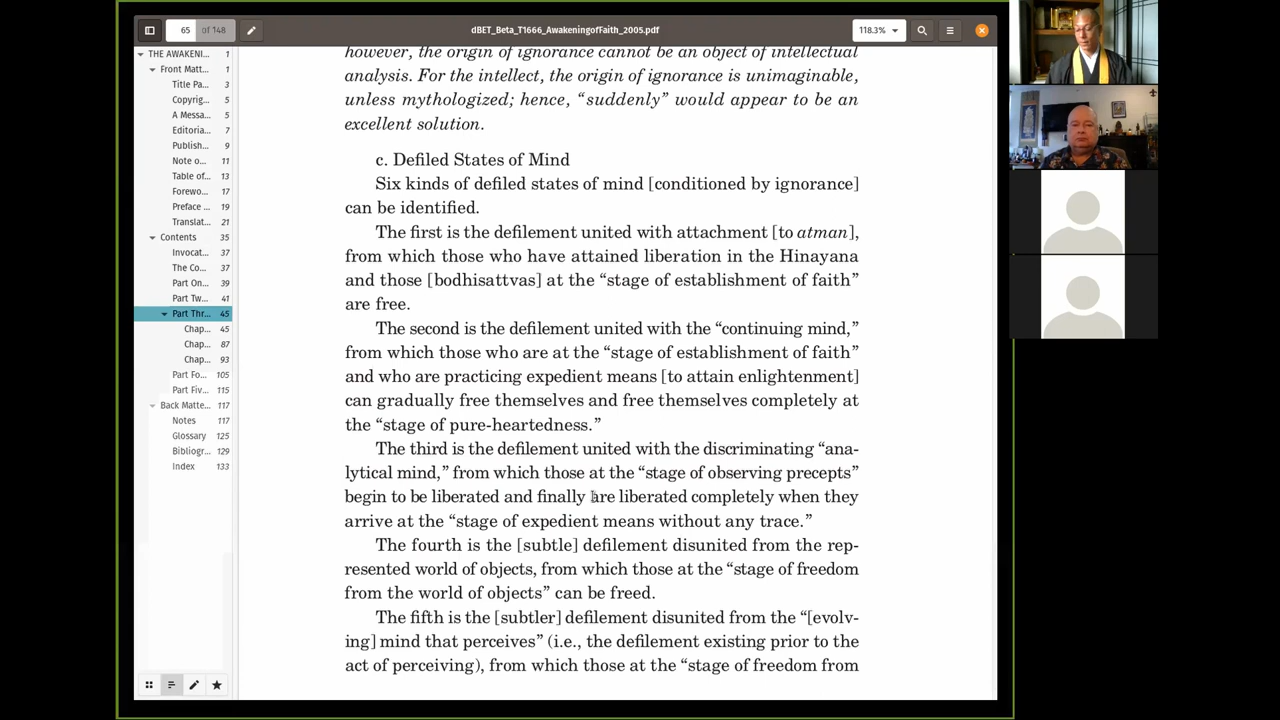 65 of 148
dBET_Beta_T1666_AwakeningofFaith_2005.pdf
118.3%
THE AWAKENI... 1
Front Matt... 1
Title Pa... 3
Copyrig... 5
A Messa... 5
Editoria... 7
Publish... 9
Note o... 11
Table of... 13
Forewo... 17
Preface ... 19
Translat... 21
Contents 35
Invocat... 37
The Co... 37
Part On... 39
Part Tw... 41
Part Thr... 45
Chap... 45
Chap... 87
Chap... 93
Part Fo... 105
Part Fiv... 115
Back Matte... 117
Notes 117
Glossary 125
Bibliogr... 129
Index 133
however, the origin of ignorance cannot be an object of intellectual
analysis. For the intellect, the origin of ignorance is unimaginable,
unless mythologized; hence, “suddenly” would appear to be an
excellent solution.
c. Defiled States of Mind
Six kinds of defiled states of mind [conditioned by ignorance]
can be identified.
The first is the defilement united with attachment [to atman],
from which those who have attained liberation in the Hinayana
and those [bodhisattvas] at the “stage of establishment of faith”
are free.
The second is the defilement united with the “continuing mind,”
from which those who are at the “stage of establishment of faith”
and who are practicing expedient means [to attain enlightenment]
can gradually free themselves and free themselves completely at
the “stage of pure-heartedness.”
The third is the defilement united with the discriminating “ana-
lytical mind,” from which those at the “stage of observing precepts”
begin to be liberated and finally are liberated completely when they
arrive at the “stage of expedient means without any trace.”
The fourth is the [subtle] defilement disunited from the rep-
resented world of objects, from which those at the “stage of freedom
from the world of objects” can be freed.
The fifth is the [subtler] defilement disunited from the “[evolv-
ing] mind that perceives” (i.e., the defilement existing prior to the
act of perceiving), from which those at the “stage of freedom from